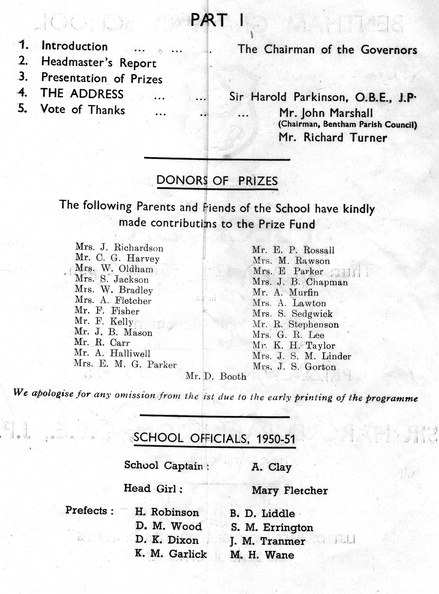 PART I
1. Introduction ... ... ... The Chairman of the Governors
2. Headmaster's Report
3. Presentation of Prizes
4. THE ADDRESS ... ... Sir Harold Parkinson, O.B.E., J.P.
5. Vote of Thanks ... ... ... Mr. John Marshall
(Chairman, Bentham Parish Council)
Mr. Richard Turner
DONORS OF PRIZES
The following Parents and Friends of the School have kindly
made contributions to the Prize Fund
Mrs. J. Richardson
Mr. C. G. Harvey
Mrs. W. Oldham
Mrs. S. Jackson
Mrs. W. Bradley
Mrs. A. Fletcher
Mr. F. Fisher
Mr. F. Kelly
Mr. J. B. Mason
Mr. R. Carr
Mr. A. Halliwell
Mrs. E. M. G. Parker
Mr. E. P. Rossall
Mrs. M. Rawson
Mrs. E Parker
Mrs. J. B. Chapman
Mr. A. Murfin
Mrs. A. Lawton
Mrs. S. Sedgwick
Mr. R. Stephenson
Mrs. G. R. Lee
Mr. K. H. Taylor
Mrs. J. S. M. Linder
Mrs. J. S. Gorton
Mr. D. Booth
We apologise for any omission from the ist due to the early printing of the programme
SCHOOL OFFICIALS, 1950-51
School Captain : A. Clay
Head Girl : Mary Fletcher
Prefects : H. Robinson B. D. Liddle
D. M. Wood S. M. Errington
D. K. Dixon J. M. Tranmer
K. M. Garlick M. H. Wane